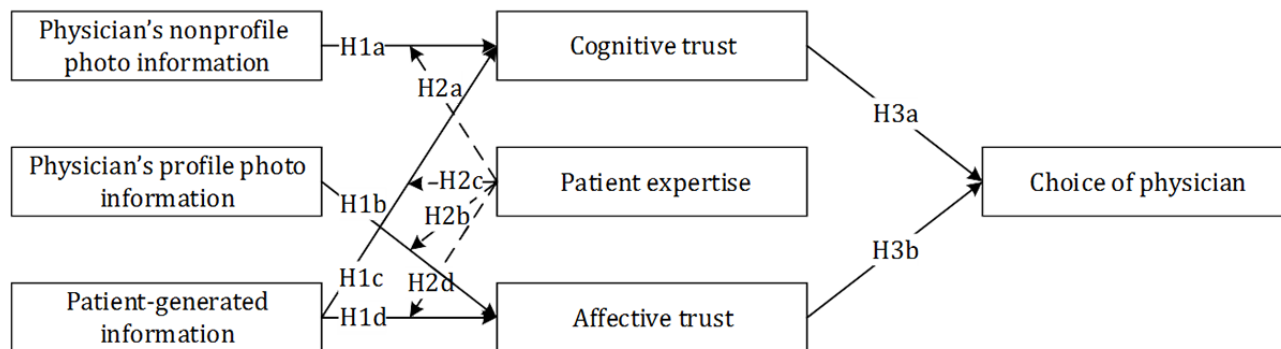 Physician’s nonprofile
photo information
H1a
Cognitive trust
H2a
H3a
Physician’s profile photo
information
H1b
H2c
H2b
Patient expertise
Choice of physician
H1c
H2d
H3b
Patient-generated
information
H1d
Affective trust